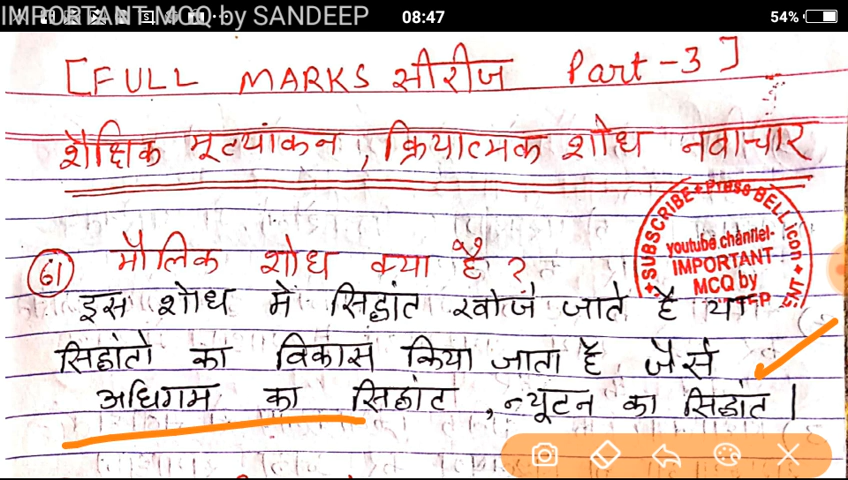 IMPORTANT MCQ by SANDEEP 08:47 54%
[FULL MARKS सीरीज Part-3]
शैक्षिक मूल्यांकन, क्रियात्मक शोध नवाचार
SUBSCRIBE + Press BELL icon
youtube channel-
IMPORTANT
MCQ by
61 मौलिक शोध क्या है?
इस शोध में सिद्धांत खोजे जाते है या
सिद्धांतो का विकास किया जाता है जैसे
अधिगम का सिद्धांत, न्यूटन का सिद्धांत |